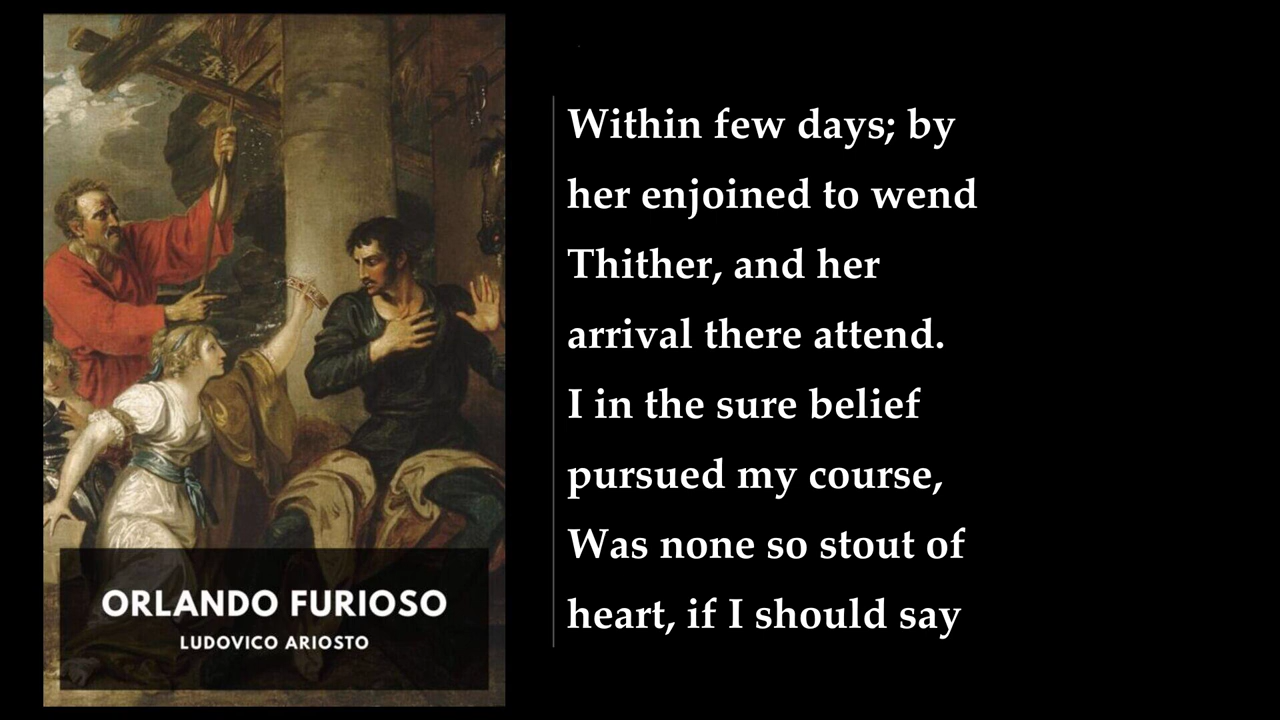 ORLANDO FURIOSO
LUDOVICO ARIOSTO
Within few days; by
her enjoined to wend
Thither, and her
arrival there attend.
I in the sure belief
pursued my course,
Was none so stout of
heart, if I should say